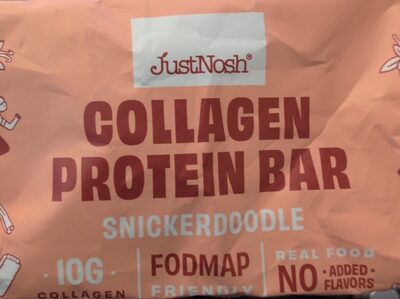 JustNosh®
COLLAGEN
PROTEIN BAR
SNICKERDOODLE
10G
COLLAGEN
FODMAP
FRIENDLY
REAL FOOD
NO ADDED
FLAVORS